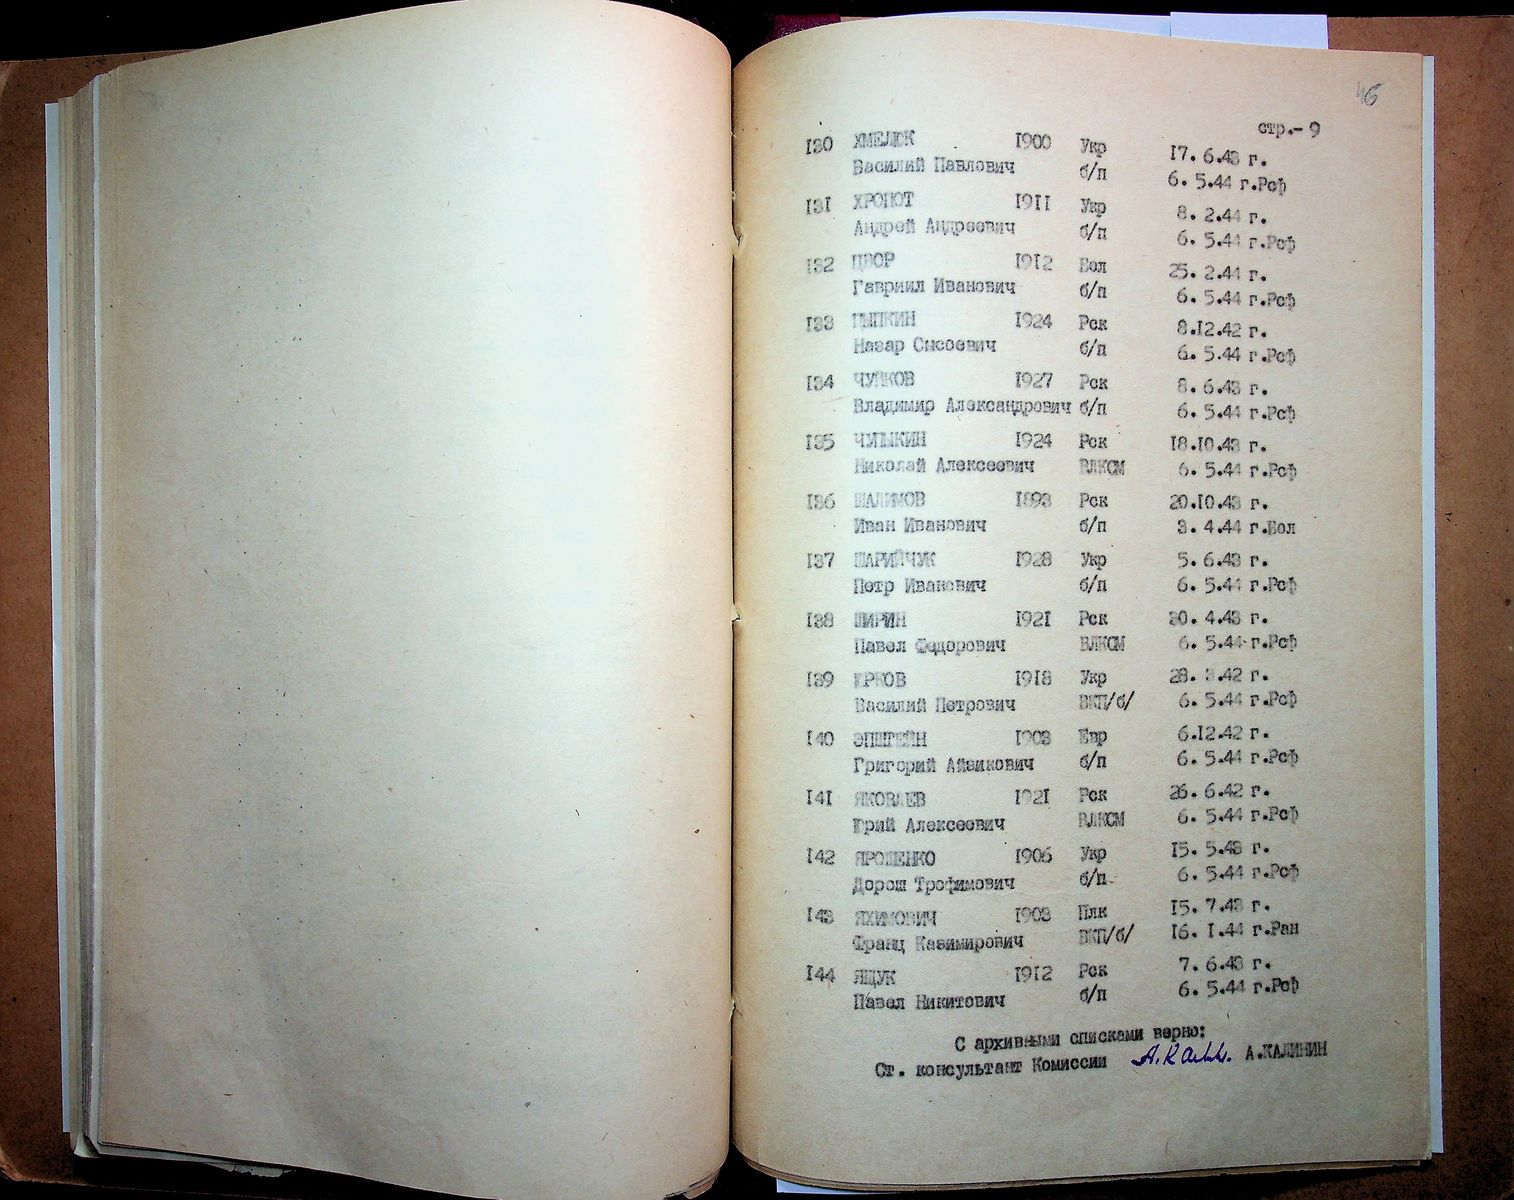 46
стр.- 9
130 ХМЕЛЮК 1900 Укр 17. 6.43 г.
Василий Павлович б/п 6. 5.44 г.Рсф
131 ХРОПОТ 1911 Укр 8. 2.44 г.
Андрей Андреевич б/п 6. 5.44 г.Рсф
132 ЦВОР 1912 Бел 25. 2.44 г.
Гавриил Иванович б/п 6. 5.44 г.Рсф
133 ЦЫПКИН 1924 Рск 8.12.42 г.
Назар Сысоевич б/п 6. 5.44 г.Рсф
134 ЧУЙКОВ 1927 Рск 8. 6.43 г.
Владимир Александрович б/п 6. 5.44 г.Рсф
135 1924 Рск 18.10.43 г.
Николай Алексеевич ВЛКСМ 6. 5.44 г.Рсф
136 ШАЛИМОВ 1893 Рск 20.10.43 г.
Иван Иванович б/п 3. 4.44 г.Бол
137 ШАРИЙЧУК 1928 Укр 5. 6.43 г.
Петр Иванович б/п 6. 5.44 г.Рсф
138 ШИРИН 1921 Рск 30. 4.43 г.
Павел Федорович ВЛКСМ 6. 5.44 г.Рсф
139 ЮРКОВ 1918 Укр 28. 3.42 г.
Василий Петрович ВКП/б/ 6. 5.44 г.Рсф
140 ЭПШТЕЙН 1903 Евр 6.12.42 г.
Григорий Айзикович б/п 6. 5.44 г.Рсф
141 ЯКОВЛЕВ 1921 Рск 26. 6.42 г.
Юрий Алексеевич ВЛКСМ 6. 5.44 г.Рсф
142 ЯРОШЕНКО 1906 Укр 15. 5.43 г.
Дорош Трофимович б/п 6. 5.44 г.Рсф
143 ЯХИМОВИЧ 1903 Плк 15. 7.43 г.
Франц Казимирович ВКП/б/ 16. 1.44 г.Ран
144 ЯЩУК 1912 Рск 7. 6.43 г.
Павел Никитович б/п 6. 5.44 г.Рсф
С архивными списками верно:
Ст. консультант Комиссии А.КАЛИНИН